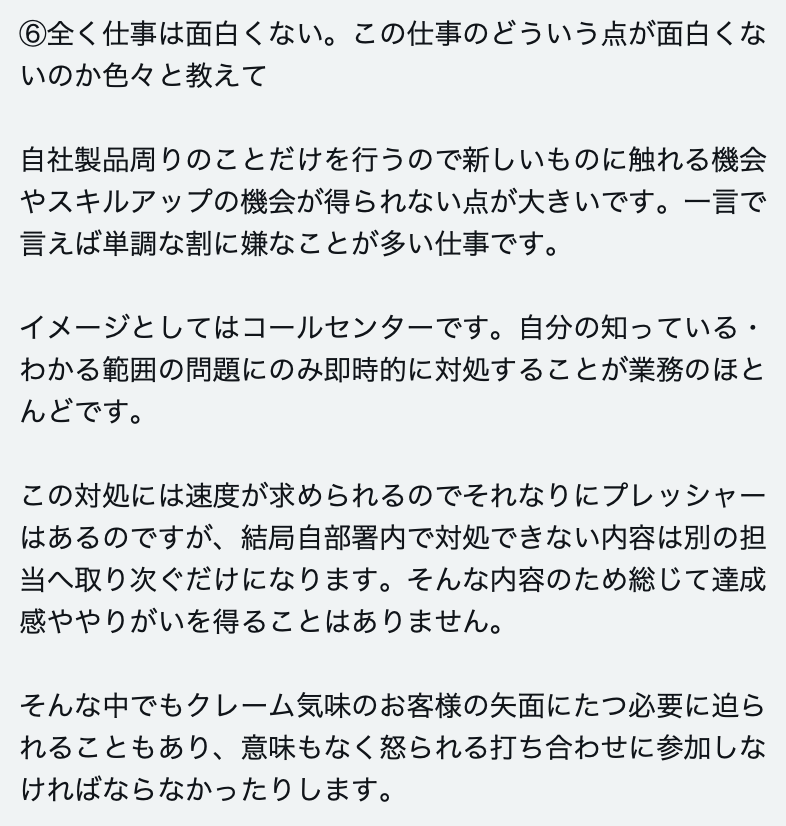 ⑥全く仕事は面白くない。この仕事のどういう点が面白くな
いのか色々と教えて
自社製品周りのことだけを行うので新しいものに触れる機会
やスキルアップの機会が得られない点が大きいです。一言で
言えば単調な割に嫌なことが多い仕事です。
イメージとしてはコールセンターです。自分の知っている・
わかる範囲の問題にのみ即時的に対処することが業務のほと
んどです。
この対処には速度が求められるのでそれなりにプレッシャー
はあるのですが、結局自部署内で対処できない内容は別の担
当へ取り次ぐだけになります。そんな内容のため総じて達成
感ややりがいを得ることはありません。
そんな中でもクレーム気味のお客様の矢面にたつ必要に迫ら
れることもあり、意味もなく怒られる打ち合わせに参加しな
ければならなかったりします。